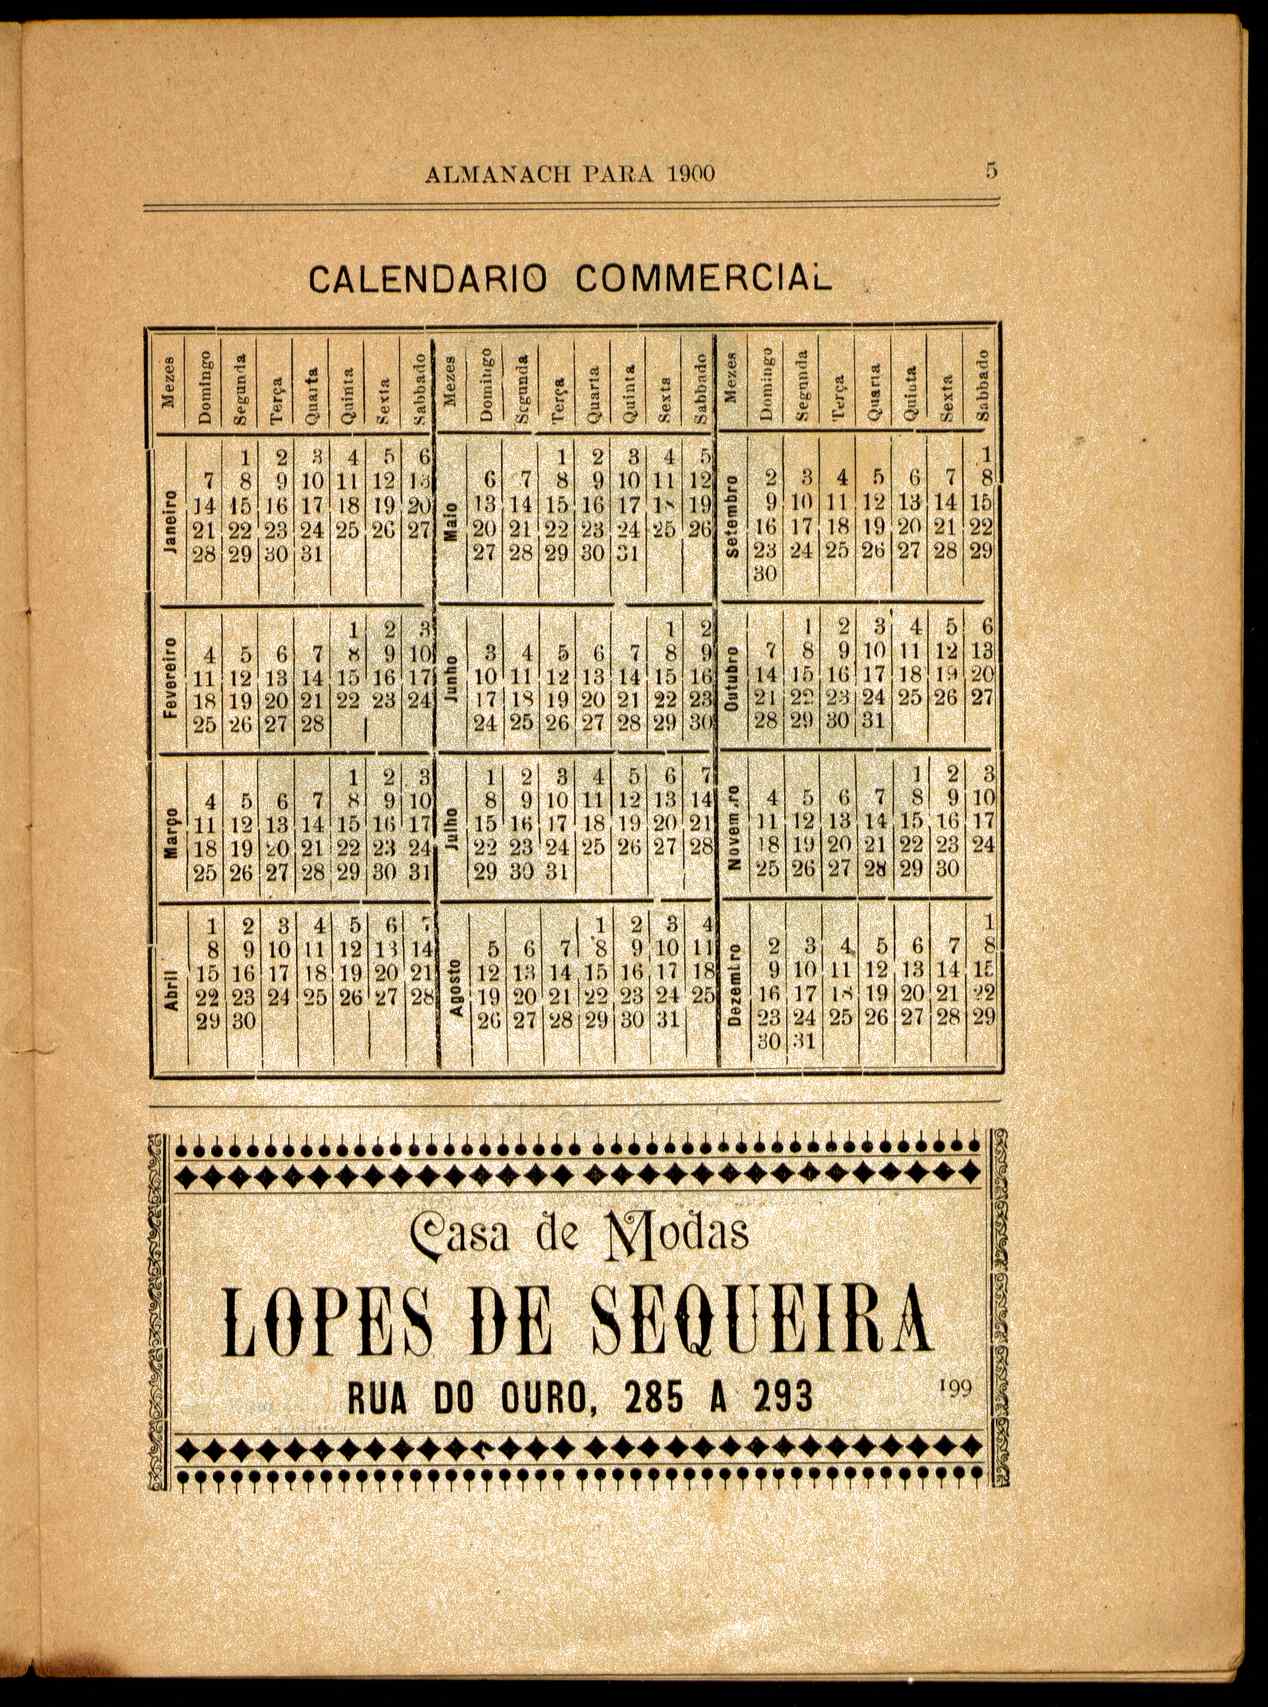 ALMANACH PARA 1900 5
CALENDARIO COMMERCIAL
Mezes Domingo Segunda Terça Quarta Quinta Sexta Sabbado
Janeiro
1 2 3 4 5 6
7 8 9 10 11 12 13
14 15 16 17 18 19 20
21 22 23 24 25 26 27
28 29 30 31
Fevereiro
1 2 3
4 5 6 7 8 9 10
11 12 13 14 15 16 17
18 19 20 21 22 23 24
25 26 27 28
Março
1 2 3
4 5 6 7 8 9 10
11 12 13 14 15 16 17
18 19 20 21 22 23 24
25 26 27 28 29 30 31
Abril
1 2 3 4 5 6 7
8 9 10 11 12 13 14
15 16 17 18 19 20 21
22 23 24 25 26 27 28
29 30
Mezes Domingo Segunda Terça Quarta Quinta Sexta Sabbado
Maio
1 2 3 4 5
6 7 8 9 10 11 12
13 14 15 16 17 18 19
20 21 22 23 24 25 26
27 28 29 30 31
Junho
1 2
3 4 5 6 7 8 9
10 11 12 13 14 15 16
17 18 19 20 21 22 23
24 25 26 27 28 29 30
Julho
1 2 3 4 5 6 7
8 9 10 11 12 13 14
15 16 17 18 19 20 21
22 23 24 25 26 27 28
29 30 31
Agosto
1 2 3 4
5 6 7 8 9 10 11
12 13 14 15 16 17 18
19 20 21 22 23 24 25
26 27 28 29 30 31
Mezes Domingo Segunda Terça Quarta Quinta Sexta Sabbado
Setembro
1
2 3 4 5 6 7 8
9 10 11 12 13 14 15
16 17 18 19 20 21 22
23 24 25 26 27 28 29
30
Outubro
1 2 3 4 5 6
7 8 9 10 11 12 13
14 15 16 17 18 19 20
21 22 23 24 25 26 27
28 29 30 31
Novembro
1 2 3
4 5 6 7 8 9 10
11 12 13 14 15 16 17
18 19 20 21 22 23 24
25 26 27 28 29 30
Dezembro
1
2 3 4 5 6 7 8
9 10 11 12 13 14 15
16 17 18 19 20 21 22
23 24 25 26 27 28 29
30 31
Casa de Modas
LOPES DE SEQUEIRA
RUA DO OURO, 285 A 293
199